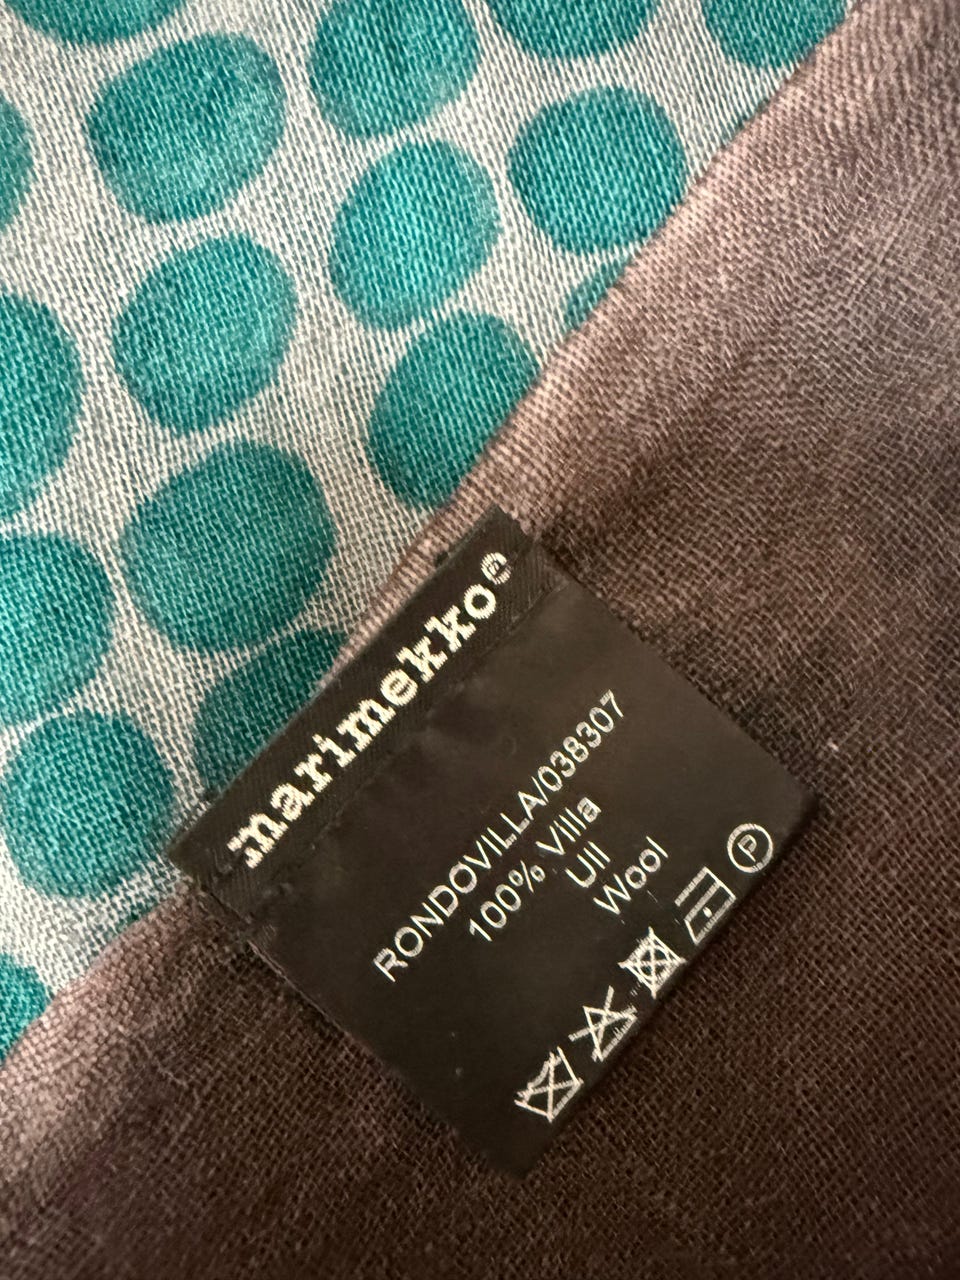 marimekko®
RONDOVILLA/038307
100% Villa
Ull
Wool
P